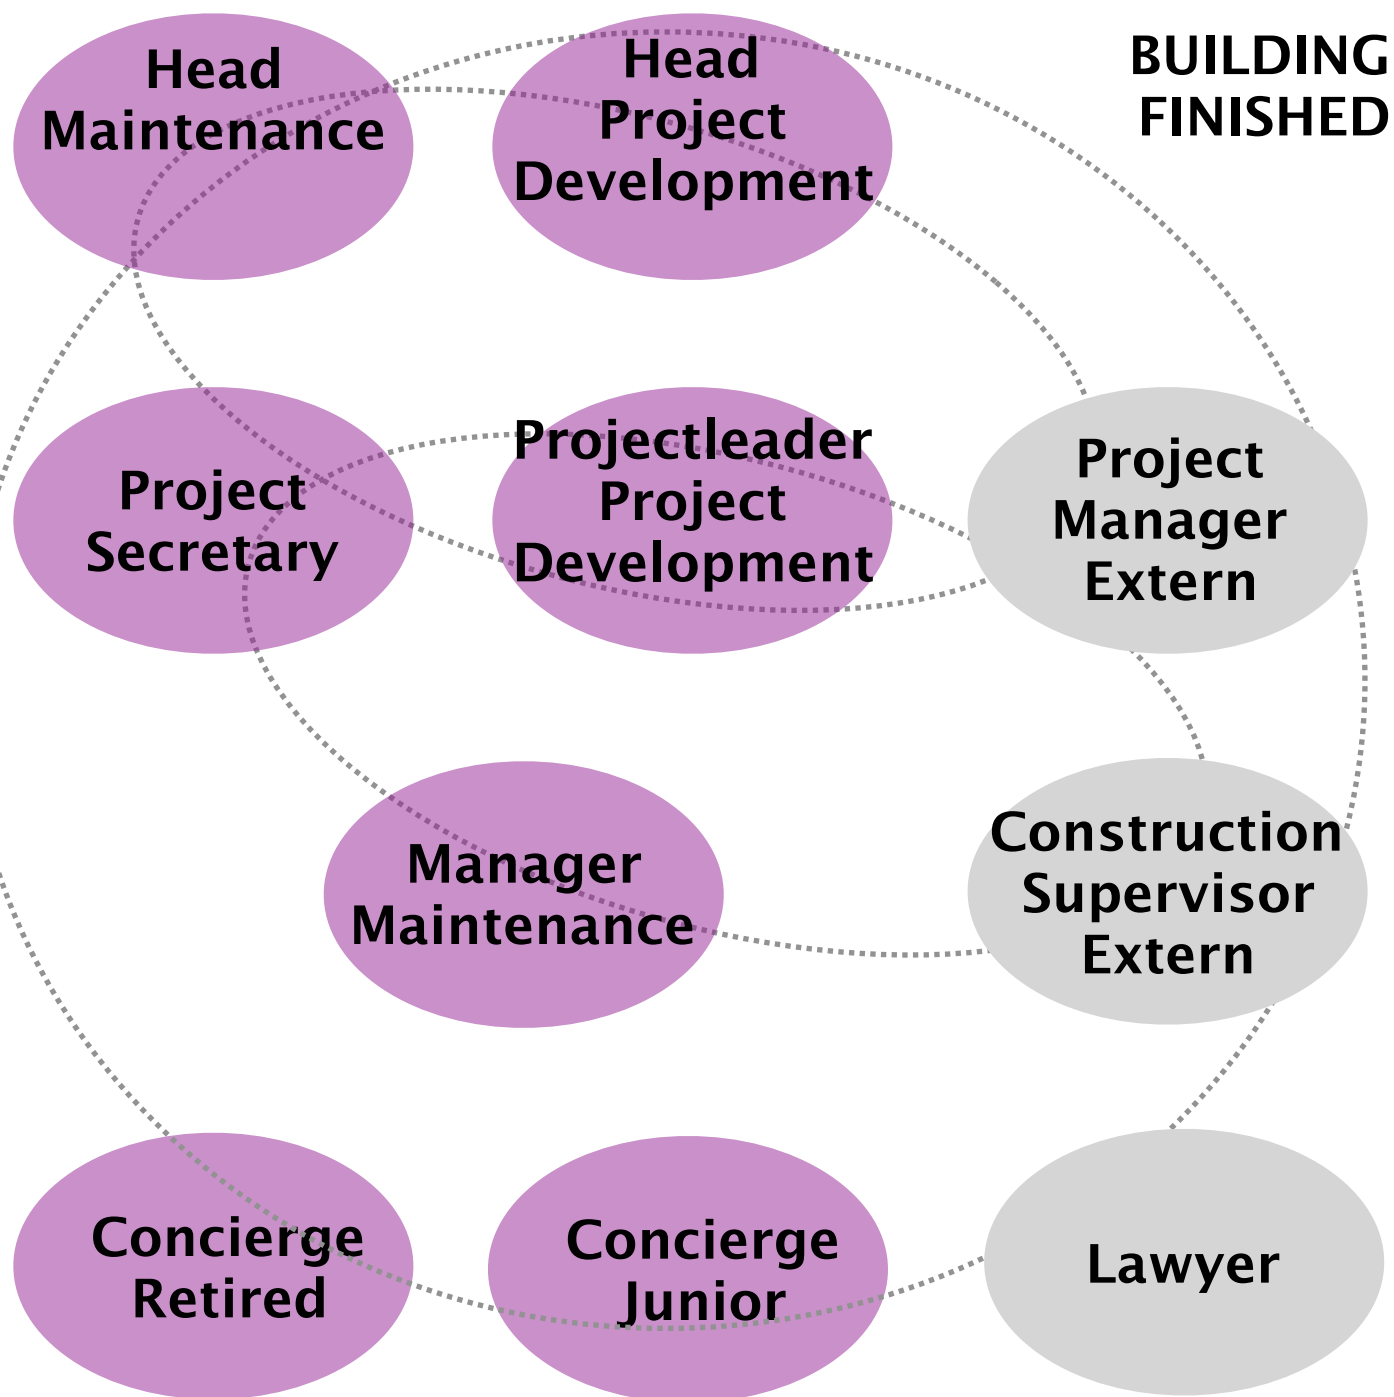 Head
Maintenance
Head
Project
Development
BUILDING
FINISHED
Project
Secretary
Projectleader
Project
Development
Project
Manager
Extern
Manager
Maintenance
Construction
Supervisor
Extern
Concierge
Retired
Concierge
Junior
Lawyer